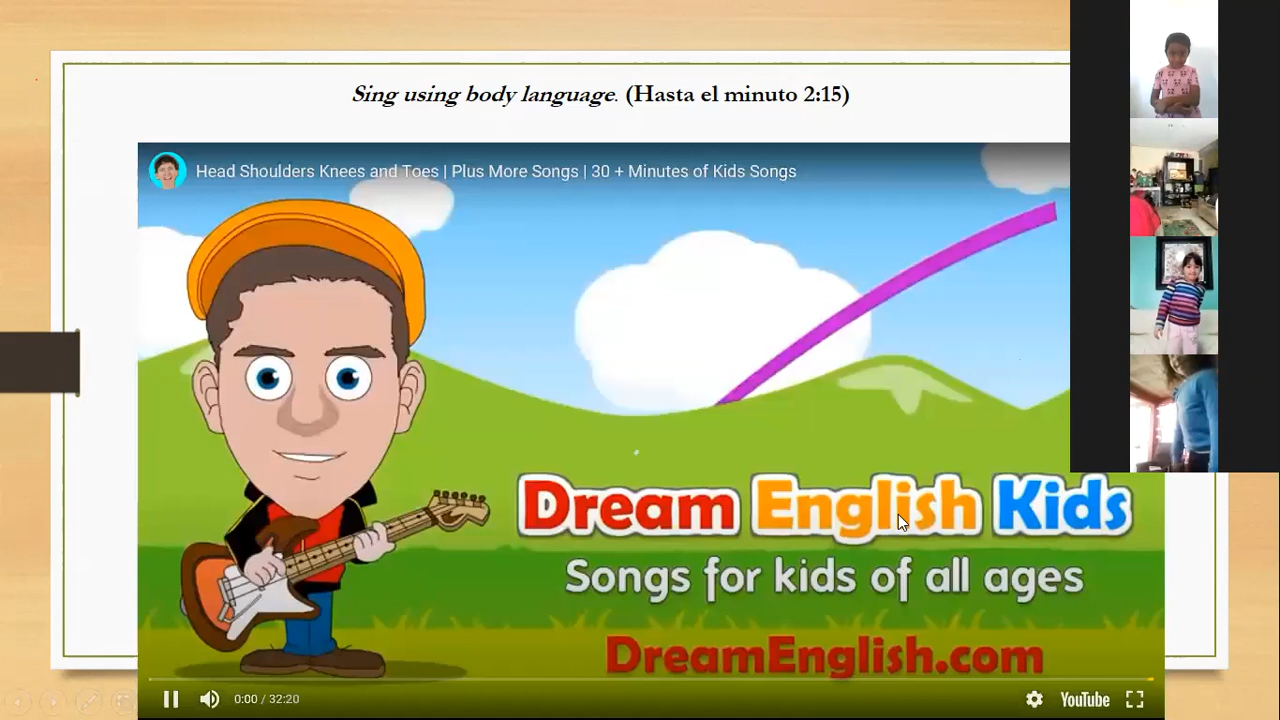 Sing using body language. (Hasta el minuto 2:15)
Head Shoulders Knees and Toes | Plus More Songs | 30 + Minutes of Kids Songs
Dream English Kids
Songs for kids of all ages
DreamEnglish.com
0:00 / 32:20
YouTube